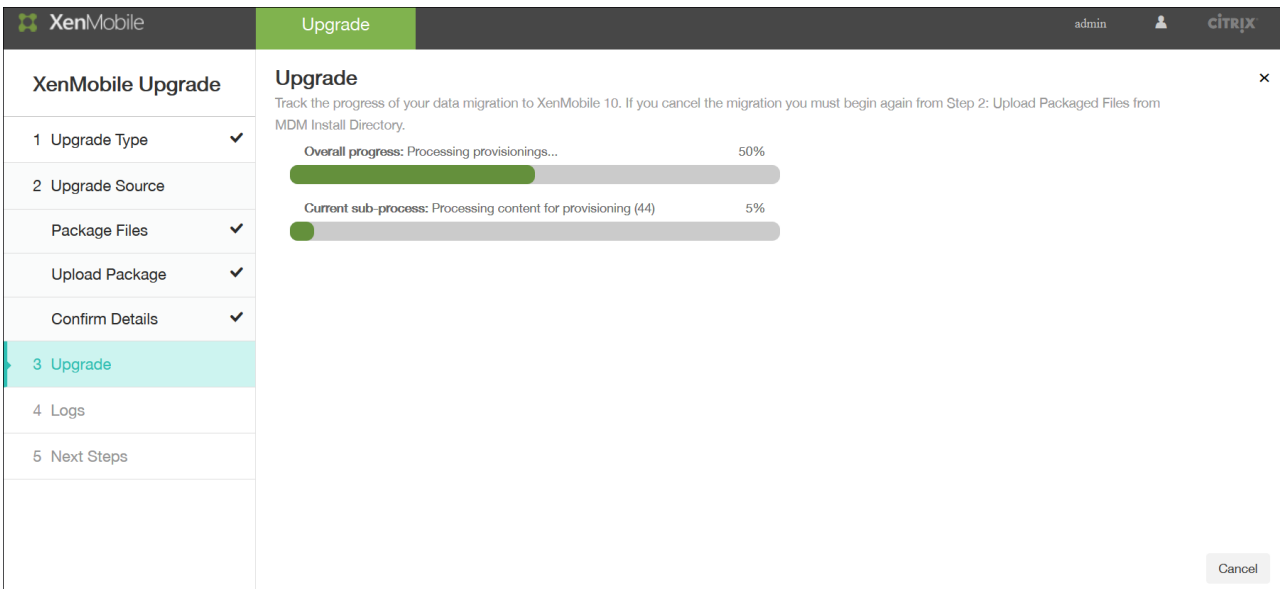 XenMobile
Upgrade
admin
CİTRIX
XenMobile Upgrade
1 Upgrade Type
2 Upgrade Source
Package Files
Upload Package
Confirm Details
3 Upgrade
4 Logs
5 Next Steps
Upgrade
Track the progress of your data migration to XenMobile 10. If you cancel the migration you must begin again from Step 2: Upload Packaged Files from
MDM Install Directory.
Overall progress: Processing provisionings... 50%
Current sub-process: Processing content for provisioning (44) 5%
Cancel